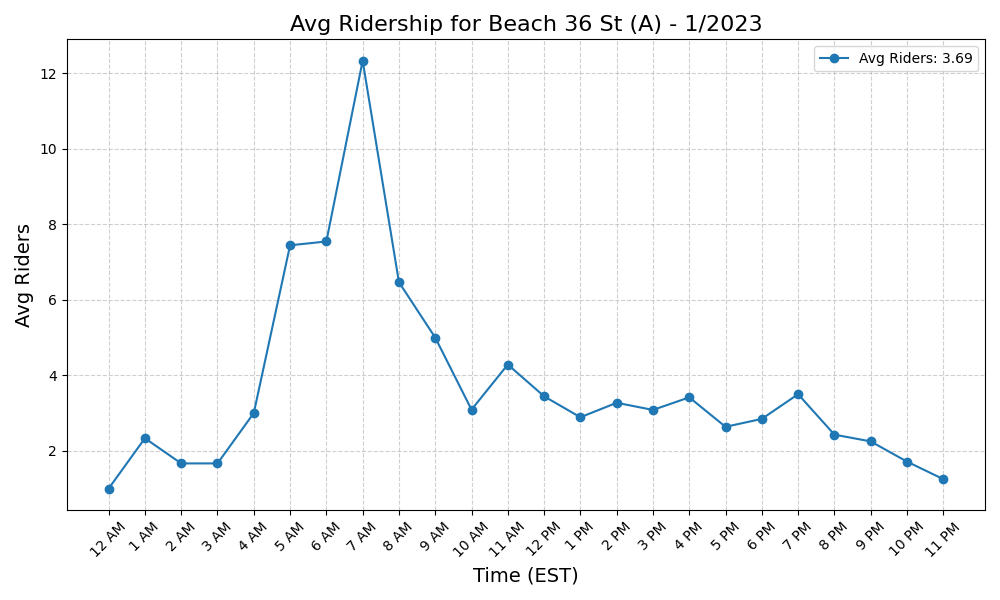 Avg Ridership for Beach 36 St (A) - 1/2023
Avg Riders: 3.69
Avg Riders
12
10
8
6
4
2
12 AM
1 AM
2 AM
3 AM
4 AM
5 AM
6 AM
7 AM
8 AM
9 AM
10 AM
11 AM
12 PM
1 PM
2 PM
3 PM
4 PM
5 PM
6 PM
7 PM
8 PM
9 PM
10 PM
11 PM
Time (EST)